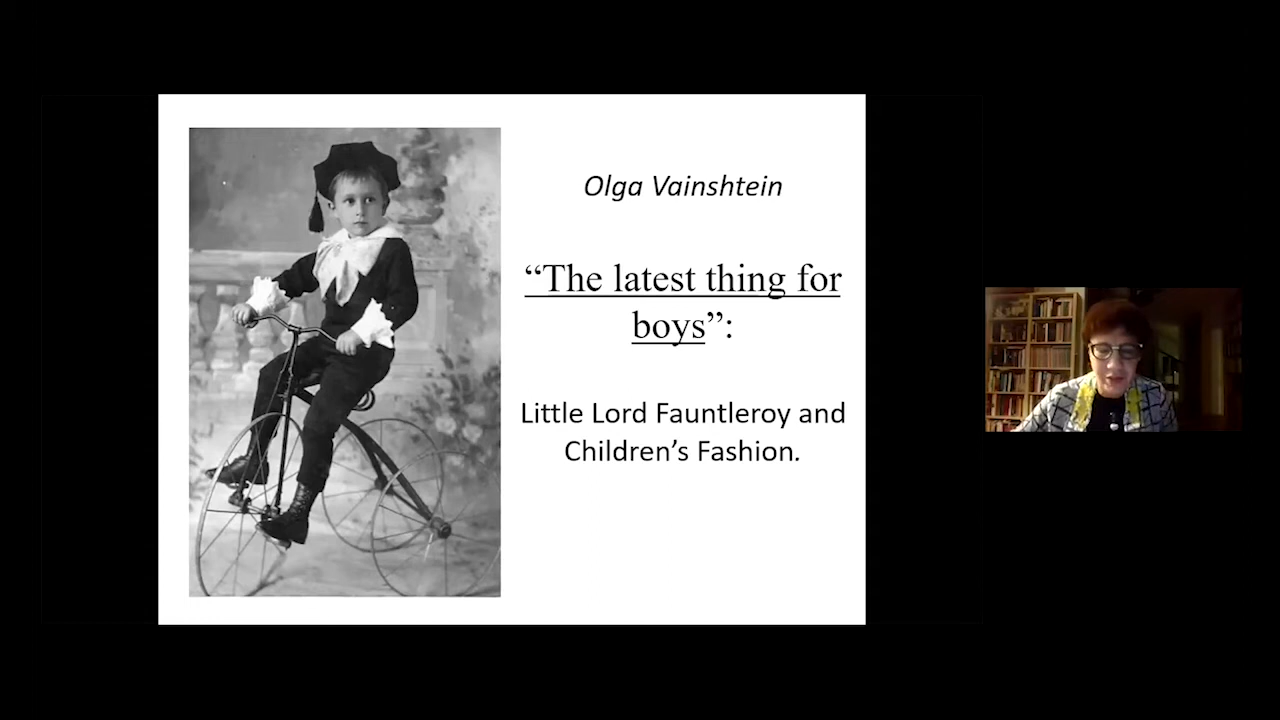 Olga Vainshtein
“The latest thing for
boys”:
Little Lord Fauntleroy and
Children’s Fashion.